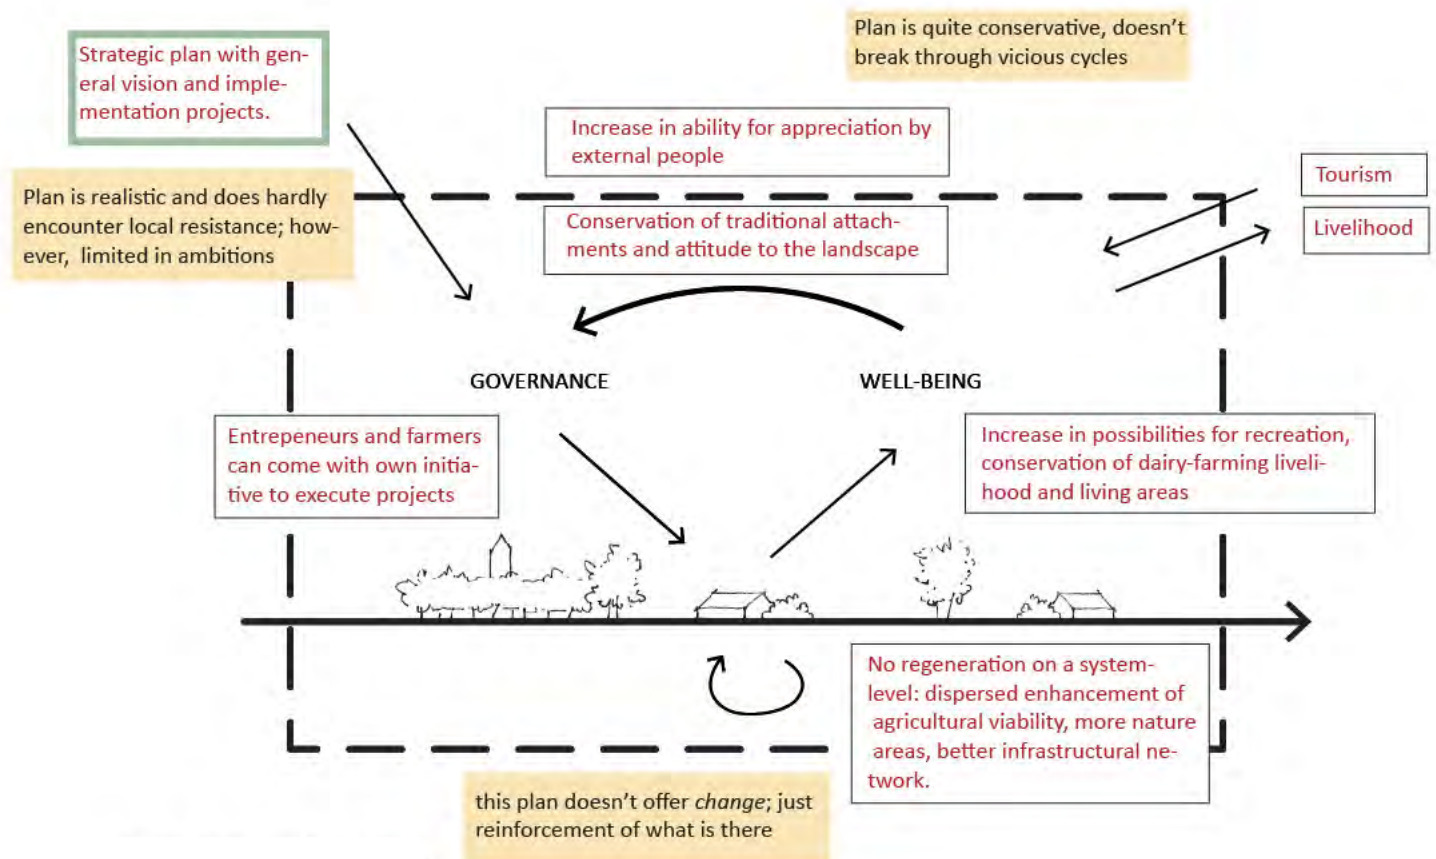 Plan is quite conservative, doesn't
break through vicious cycles
Strategic plan with gen-
eral vision and imple-
mentation projects.
Increase in ability for appreciation by
external people
Tourism
Plan is realistic and does hardly
encounter local resistance; how-
ever, limited in ambitions
Conservation of traditional attach-
ments and attitude to the landscape
Livelihood
GOVERNANCE
WELL-BEING
Entrepeneurs and farmers
can come with own initia-
tive to execute projects
Increase in possibilities for recreation,
conservation of dairy-farming liveli-
hood and living areas
No regeneration on a system-
level: dispersed enhancement of
agricultural viability, more nature
areas, better infrastructural ne-
twork.
this plan doesn't offer change; just
reinforcement of what is there